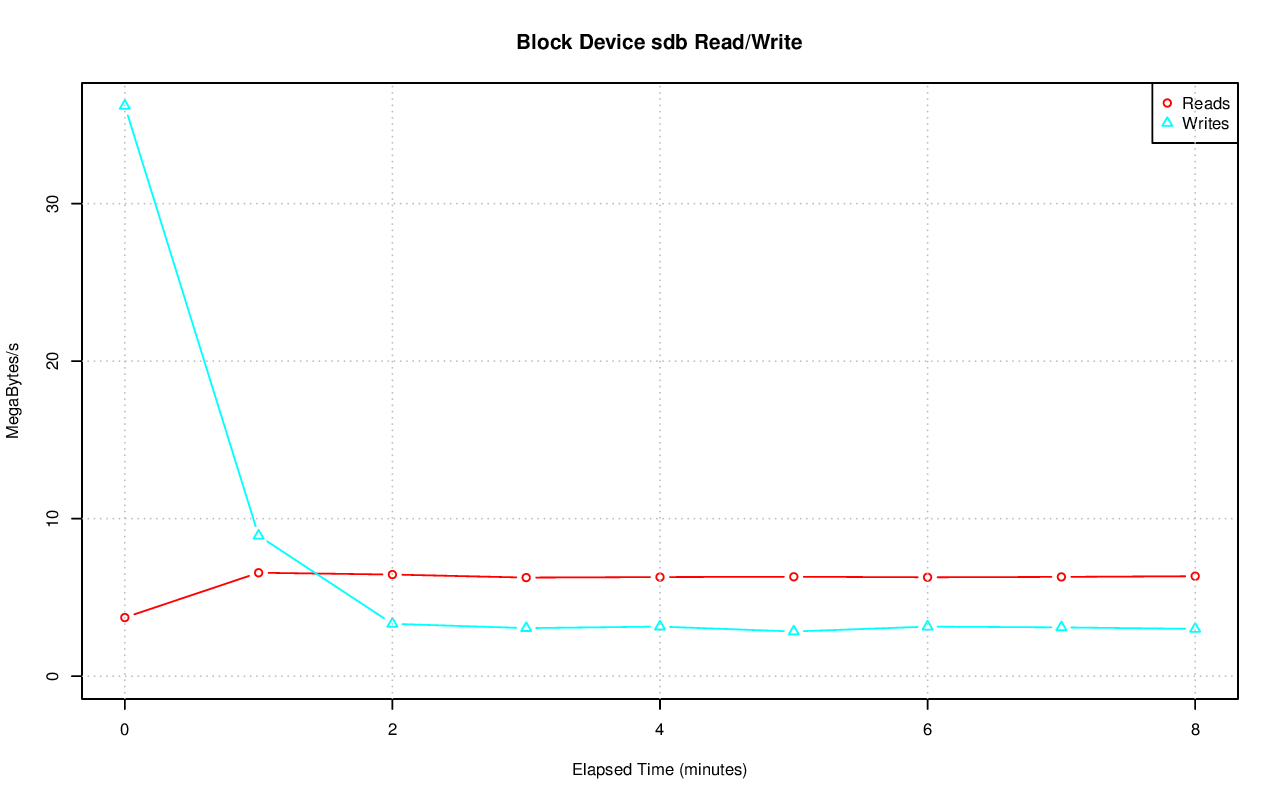 Block Device sdb Read/Write
Reads
Writes
30
20
10
0
MegaBytes/s
0 2 4 6 8
Elapsed Time (minutes)